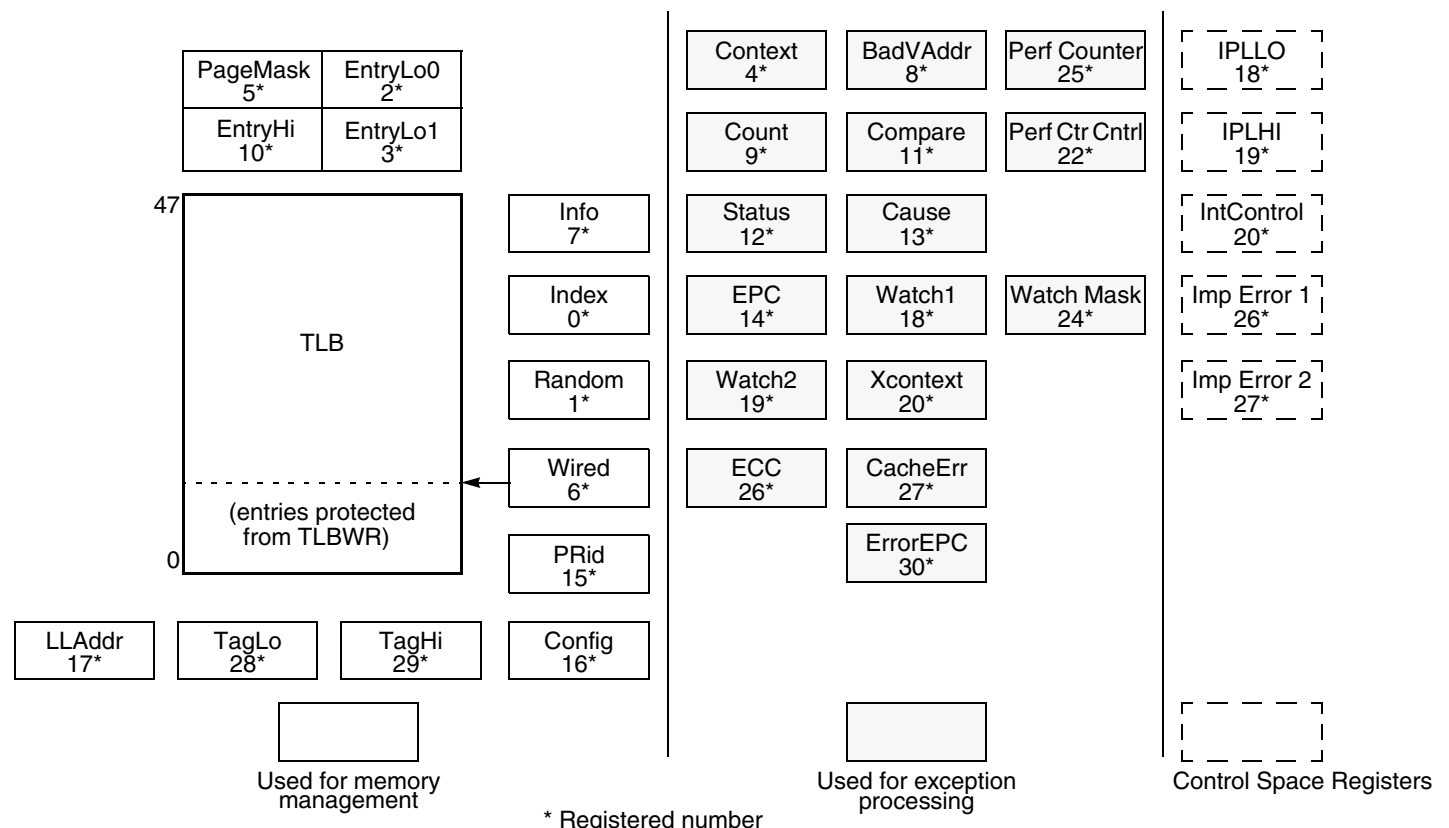 PageMask
5*
EntryLo0
2*
EntryHi
10*
EntryLo1
3*
47
TLB
(entries protected
from TLBWR)
0
Info
7*
Index
0*
Random
1*
Wired
6*
PRid
15*
LLAddr
17*
TagLo
28*
TagHi
29*
Config
16*
Used for memory
management
Context
4*
BadVAddr
8*
Perf Counter
25*
Count
9*
Compare
11*
Perf Ctr Cntrl
22*
Status
12*
Cause
13*
EPC
14*
Watch1
18*
Watch Mask
24*
Watch2
19*
Xcontext
20*
ECC
26*
CacheErr
27*
ErrorEPC
30*
Used for exception
processing
IPLLO
18*
IPLHI
19*
IntControl
20*
Imp Error 1
26*
Imp Error 2
27*
Control Space Registers
* Registered number